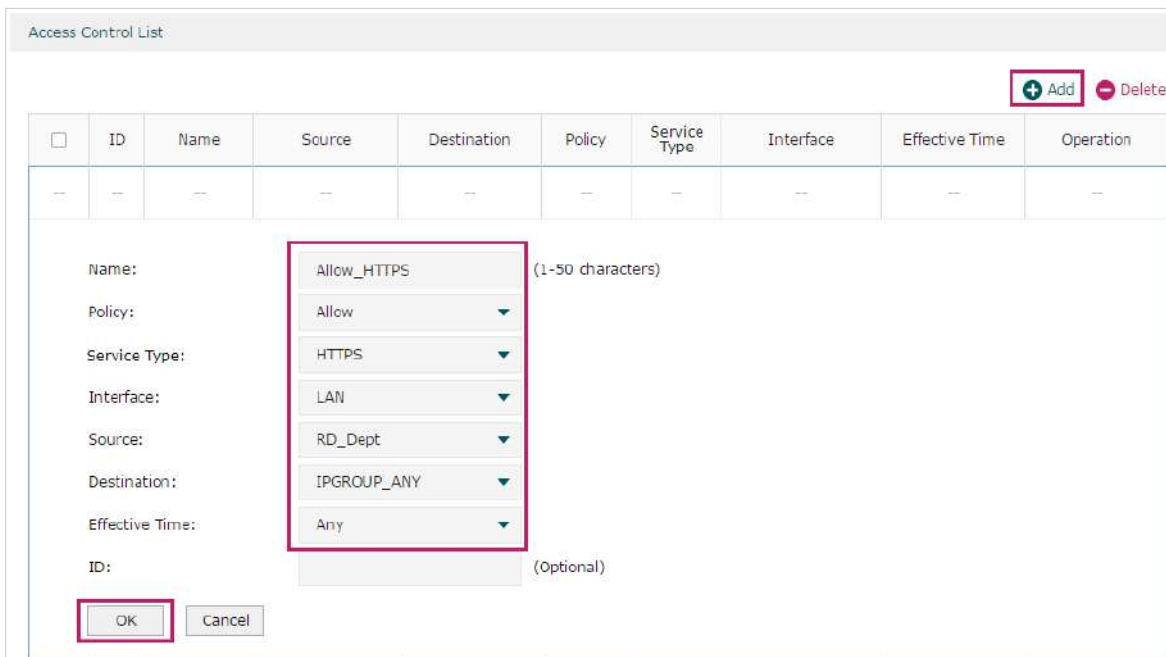 Access Control List
Add Delete
ID Name Source Destination Policy Service Type Interface Effective Time Operation
-- -- -- -- -- -- -- -- -- --
Name: Allow_HTTPS (1-50 characters)
Policy: Allow
Service Type: HTTPS
Interface: LAN
Source: RD_Dept
Destination: IPGROUP_ANY
Effective Time: Any
ID: (Optional)
OK Cancel